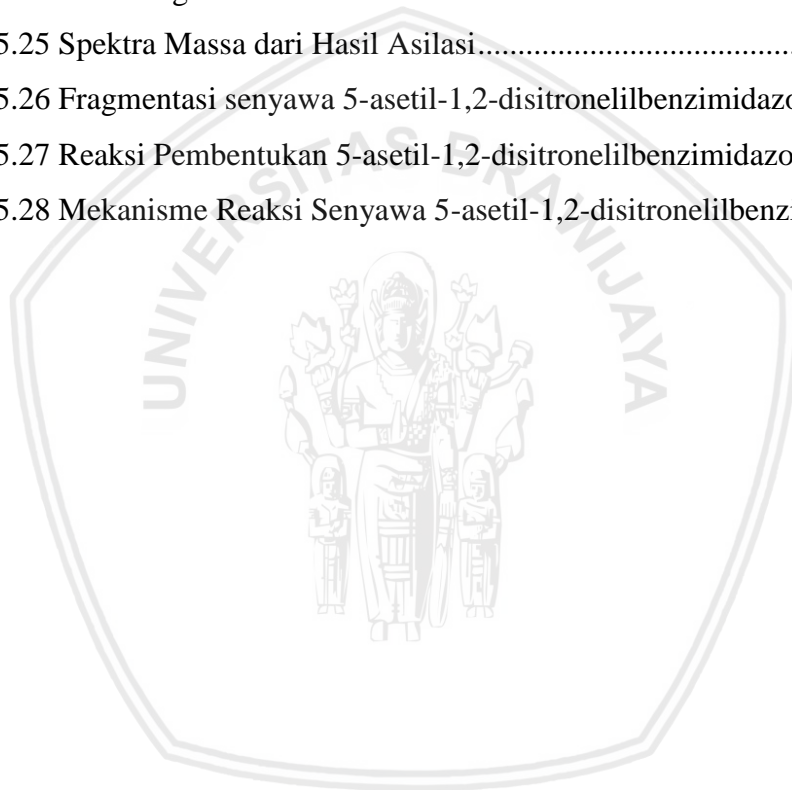 5.25 Spektra Massa dari Hasil Asilasi.......................................
5.26 Fragmentasi senyawa 5-asetil-1,2-disitronelilbenzimidazo
5.27 Reaksi Pembentukan 5-asetil-1,2-disitronelilbenzimidazo
5.28 Mekanisme Reaksi Senyawa 5-asetil-1,2-disitronelilbenz
UNIVERSITAS BRAWIJAYA